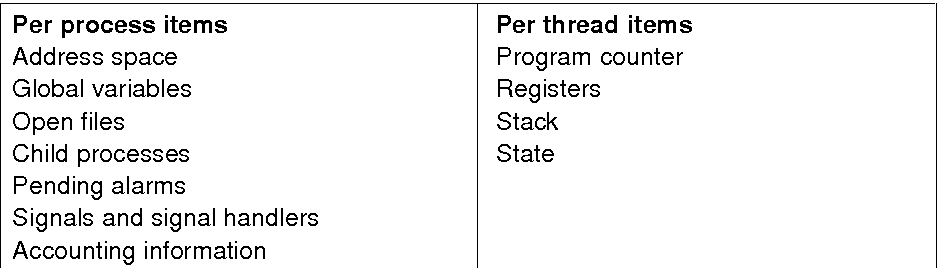 Per process items
Address space
Global variables
Open files
Child processes
Pending alarms
Signals and signal handlers
Accounting information
Per thread items
Program counter
Registers
Stack
State